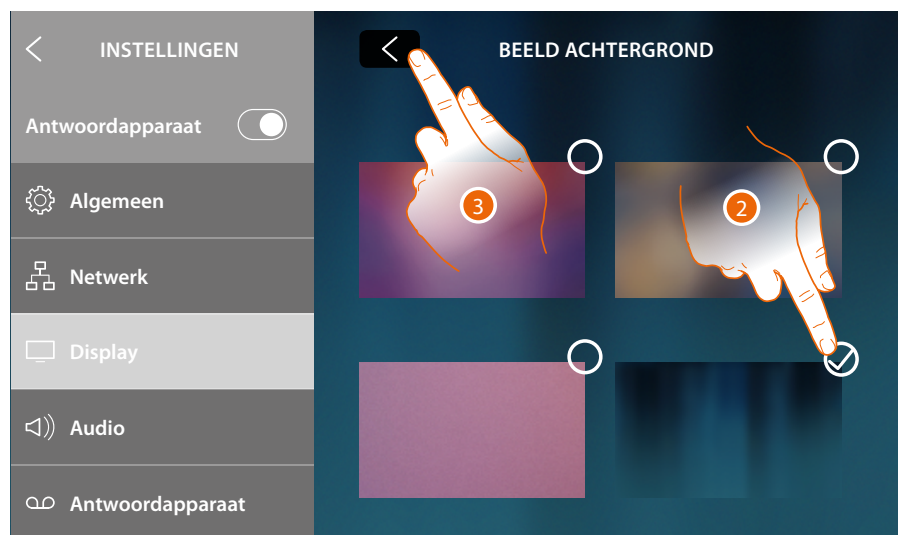 INSTELLINGEN
Antwoordapparaat
Algemeen
Netwerk
Display
Audio
Antwoordapparaat
BEELD ACHTERGROND
3
2